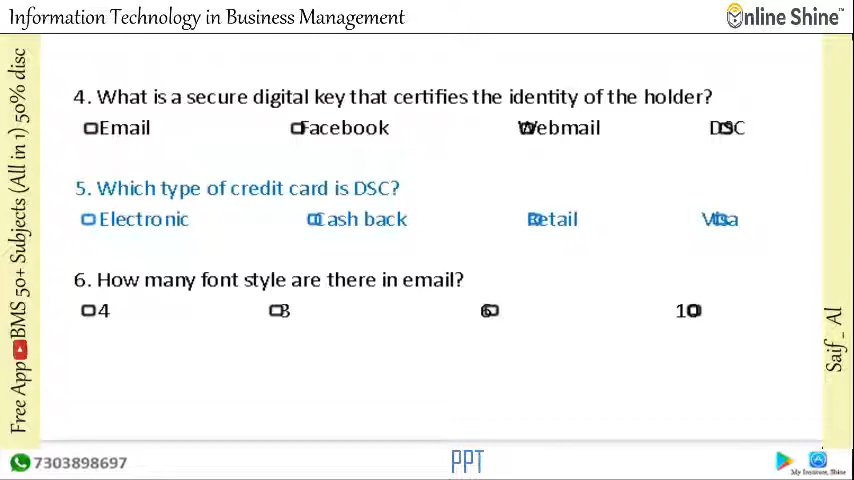 Information Technology in Business Management
Online Shine™
4. What is a secure digital key that certifies the identity of the holder?
Email Facebook Webmail DSC
5. Which type of credit card is DSC?
Electronic Cash back Retail Visa
6. How many font style are there in email?
4 3 6 10
Free App BMS 50+ Subjects (All in 1) 50% disc
Saif_Al
7303898697
PPT
My Institute, Shine